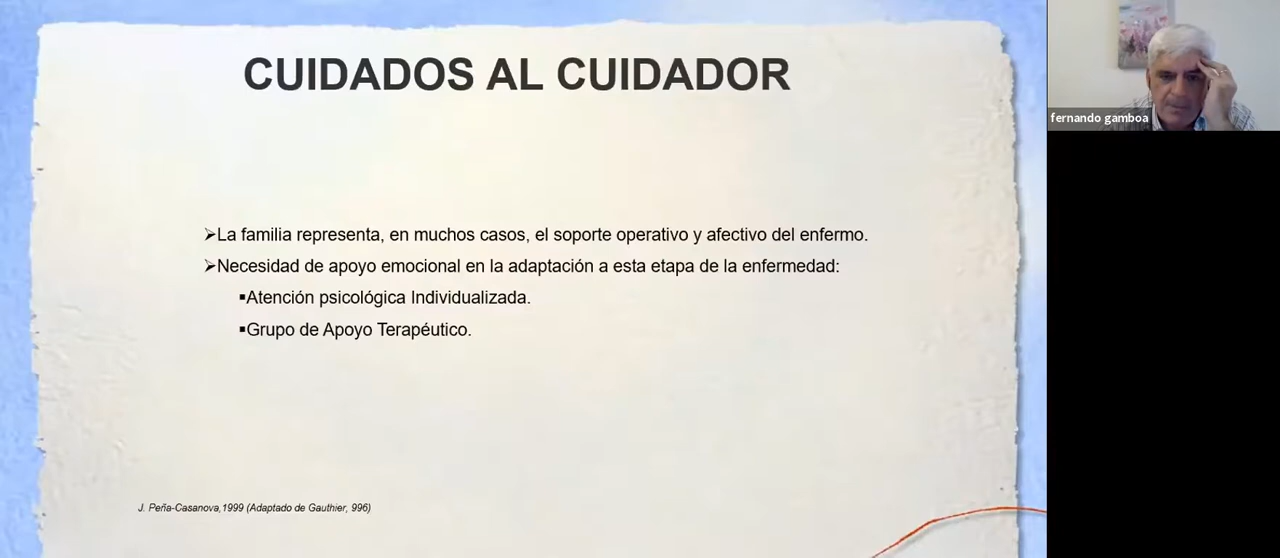 CUIDADOS AL CUIDADOR
fernando gamboa
➢La familia representa, en muchos casos, el soporte operativo y afectivo del enfermo.
➢Necesidad de apoyo emocional en la adaptación a esta etapa de la enfermedad:
▪Atención psicológica Individualizada.
▪Grupo de Apoyo Terapéutico.
J. Peña-Casanova,1999 (Adaptado de Gauthier, 996)